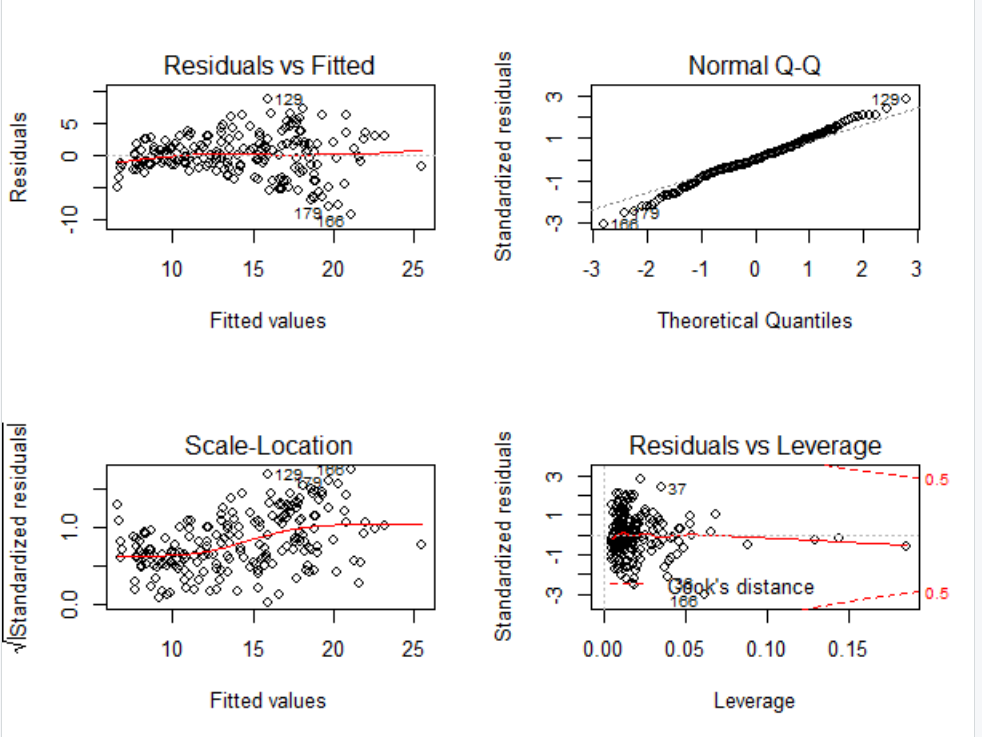 Residuals vs Fitted
Residuals
5
0
-10
129
179
166
10 15 20 25
Fitted values
Normal Q-Q
Standardized residuals
3
1
-1
-3
129
179
166
-3 -2 -1 0 1 2 3
Theoretical Quantiles
Scale-Location
√|Standardized residuals|
1.0
0.0
129
166
179
10 15 20 25
Fitted values
Residuals vs Leverage
Standardized residuals
3
1
-1
-3
37
0.5
Cook's distance
166
0.5
0.00 0.05 0.10 0.15
Leverage